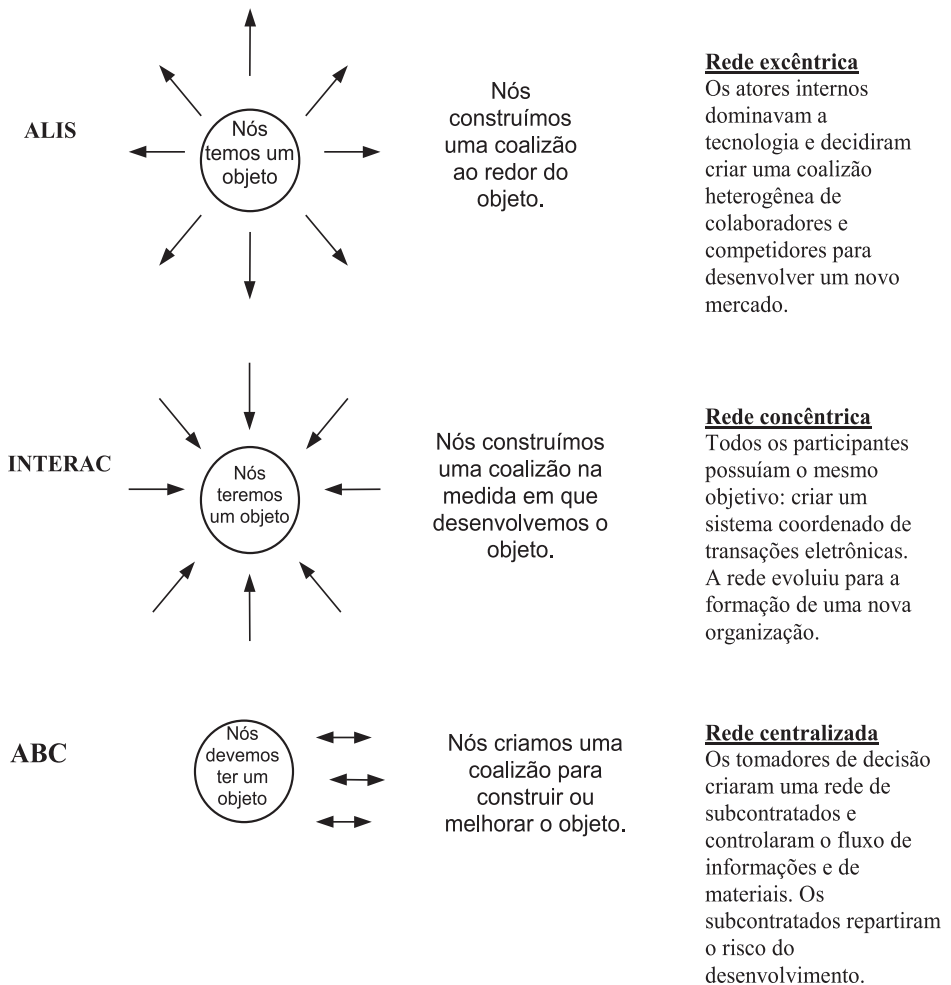 ALIS
Nós
temos um
objeto
Nós
construímos
uma coalizão
ao redor do
objeto.
Rede excêntrica
Os atores internos
dominavam a
tecnologia e decidiram
criar uma coalizão
heterogênea de
colaboradores e
competidores para
desenvolver um novo
mercado.
INTERAC
Nós
teremos
um objeto
Nós construímos
uma coalizão na
medida em que
desenvolvemos o
objeto.
Rede concêntrica
Todos os participantes
possuíam o mesmo
objetivo: criar um
sistema coordenado de
transações eletrônicas.
A rede evoluiu para a
formação de uma nova
organização.
ABC
Nós
devemos
ter um
objeto
Nós criamos uma
coalizão para
construir ou
melhorar o objeto.
Rede centralizada
Os tomadores de decisão
criaram uma rede de
subcontratados e
controlaram o fluxo de
informações e de
materiais. Os
subcontratados repartiram
o risco do
desenvolvimento.